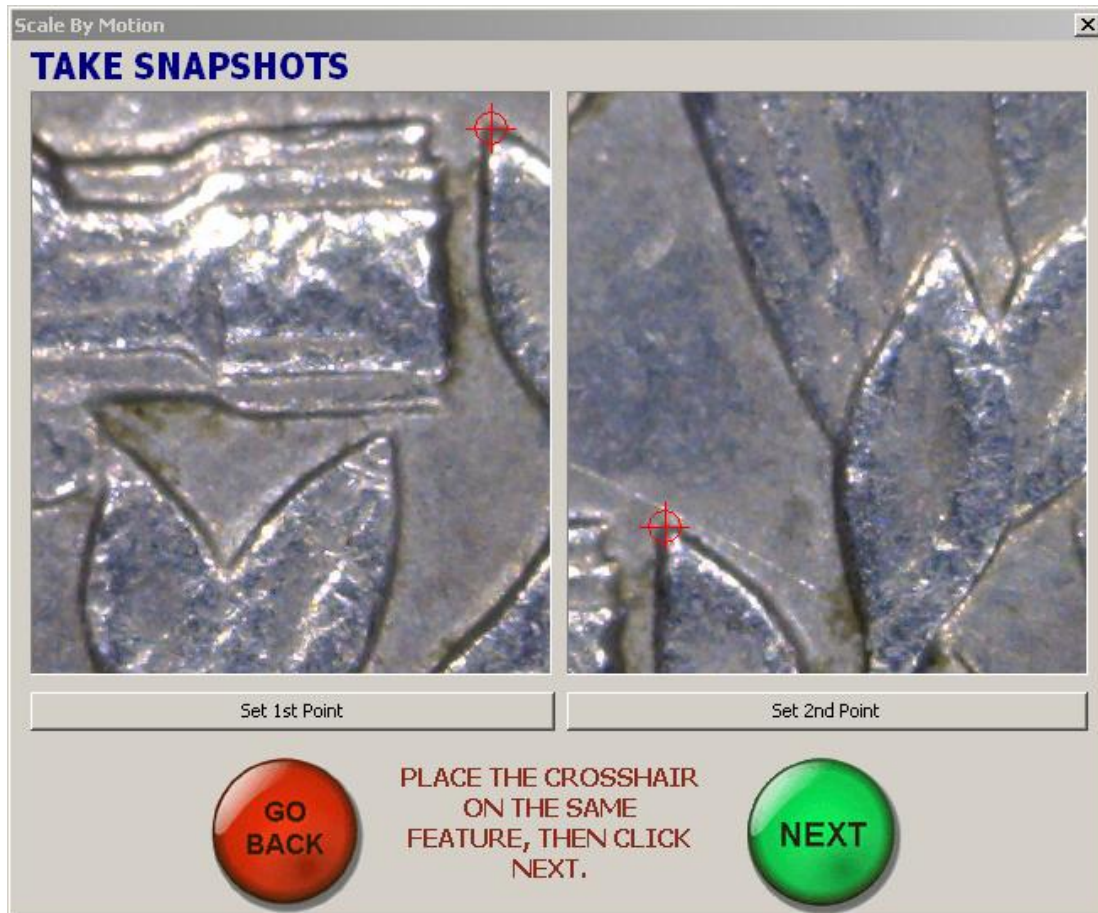 Scale By Motion
TAKE SNAPSHOTS
Set 1st Point
Set 2nd Point
GO
BACK
PLACE THE CROSSHAIR
ON THE SAME
FEATURE, THEN CLICK
NEXT.
NEXT